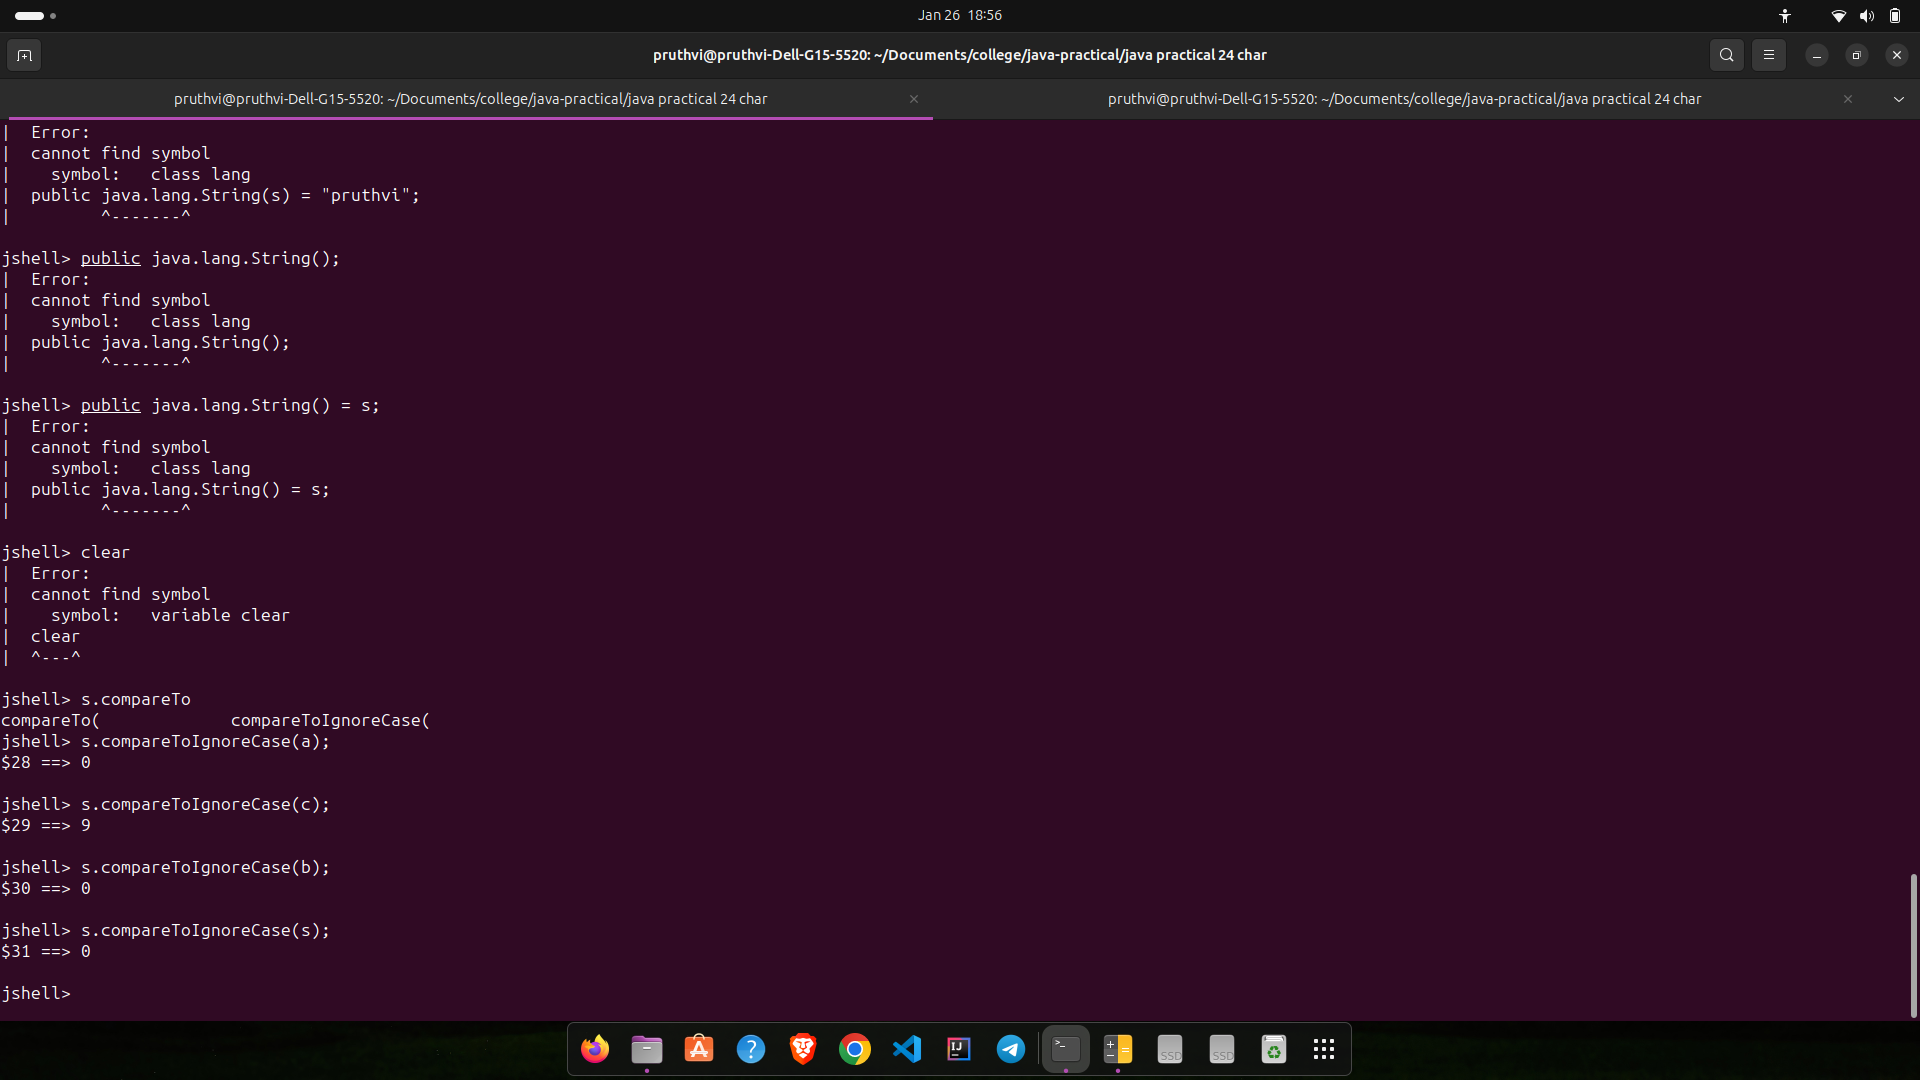 Jan 26 18:56
pruthvi@pruthvi-Dell-G15-5520: ~/Documents/college/java-practical/java practical 24 char
pruthvi@pruthvi-Dell-G15-5520: ~/Documents/college/java-practical/java practical 24 char
pruthvi@pruthvi-Dell-G15-5520: ~/Documents/college/java-practical/java practical 24 char
|  Error:
|  cannot find symbol
|    symbol:   class lang
|  public java.lang.String(s) = "pruthvi";
|         ^-------^
jshell> public java.lang.String();
|  Error:
|  cannot find symbol
|    symbol:   class lang
|  public java.lang.String();
|         ^-------^
jshell> public java.lang.String() = s;
|  Error:
|  cannot find symbol
|    symbol:   class lang
|  public java.lang.String() = s;
|         ^-------^
jshell> clear
|  Error:
|  cannot find symbol
|    symbol:   variable clear
|  clear
|  ^---^
jshell> s.compareTo
compareTo(             compareToIgnoreCase(
jshell> s.compareToIgnoreCase(a);
$28 ==> 0
jshell> s.compareToIgnoreCase(c);
$29 ==> 9
jshell> s.compareToIgnoreCase(b);
$30 ==> 0
jshell> s.compareToIgnoreCase(s);
$31 ==> 0
jshell>
IJ
SSD
SSD